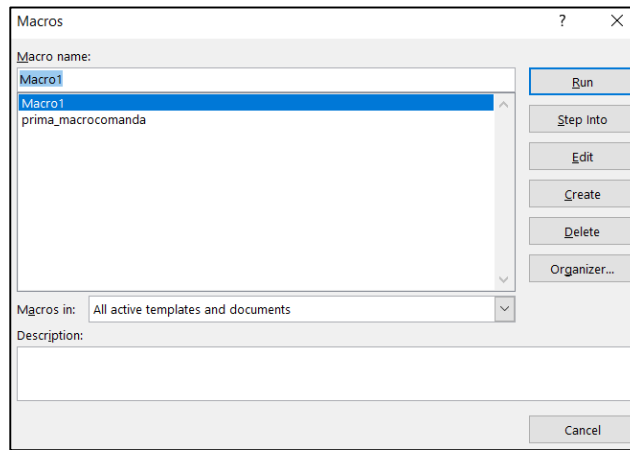 Macros ? X
Macro name:
Macro1
Macro1
prima_macrocomanda
Run
Step Into
Edit
Create
Delete
Organizer...
Macros in: All active templates and documents
Description:
Cancel